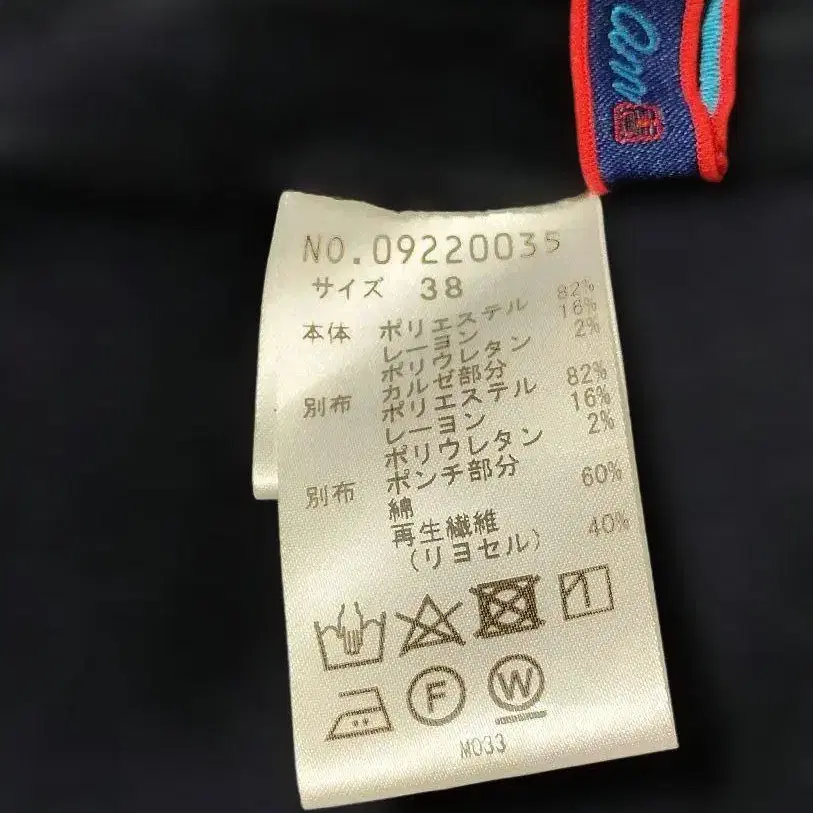 ann
NO.09220035
サイズ 38
本体 ポリエステル 82%
レーヨン 16%
ポリウレタン 2%
別布 カルゼ部分
ポリエステル 82%
レーヨン 16%
ポリウレタン 2%
別布 ポンチ部分
綿 60%
再生繊維
(リヨセル) 40%
F W
M033